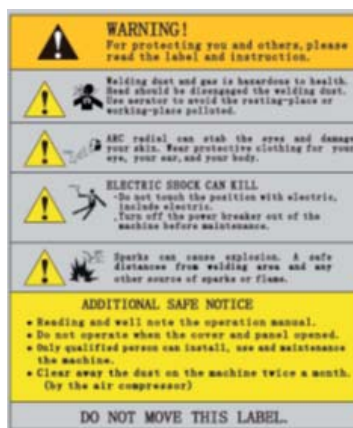 WARNING!
For protecting you and others, please
read the label and instruction.
Welding dust and gas is hazardous to health.
Head should be disengaged the welding dust.
Use aerator to avoid the resting-place or
working-place polluted.
ARC radial can stab the eyes and damage
your skin. Wear protective clothing for your
eye, your ear, and your body.
ELECTRIC SHOCK CAN KILL
·Do not touch the position with electric,
include electric.
.Turn off the power breaker out of the
machine before maintenance.
Sparks can cause explosion. A safe
distances from welding area and any
other source of sparks or flame.
ADDITIONAL SAFE NOTICE
• Reading and well note the operation manual.
• Do not operate when the cover and panel opened.
• Only qualified person can install, use and maintenance
the machine.
• Clear away the dust on the machine twice a month.
(by the air compressor)
DO NOT MOVE THIS LABEL.